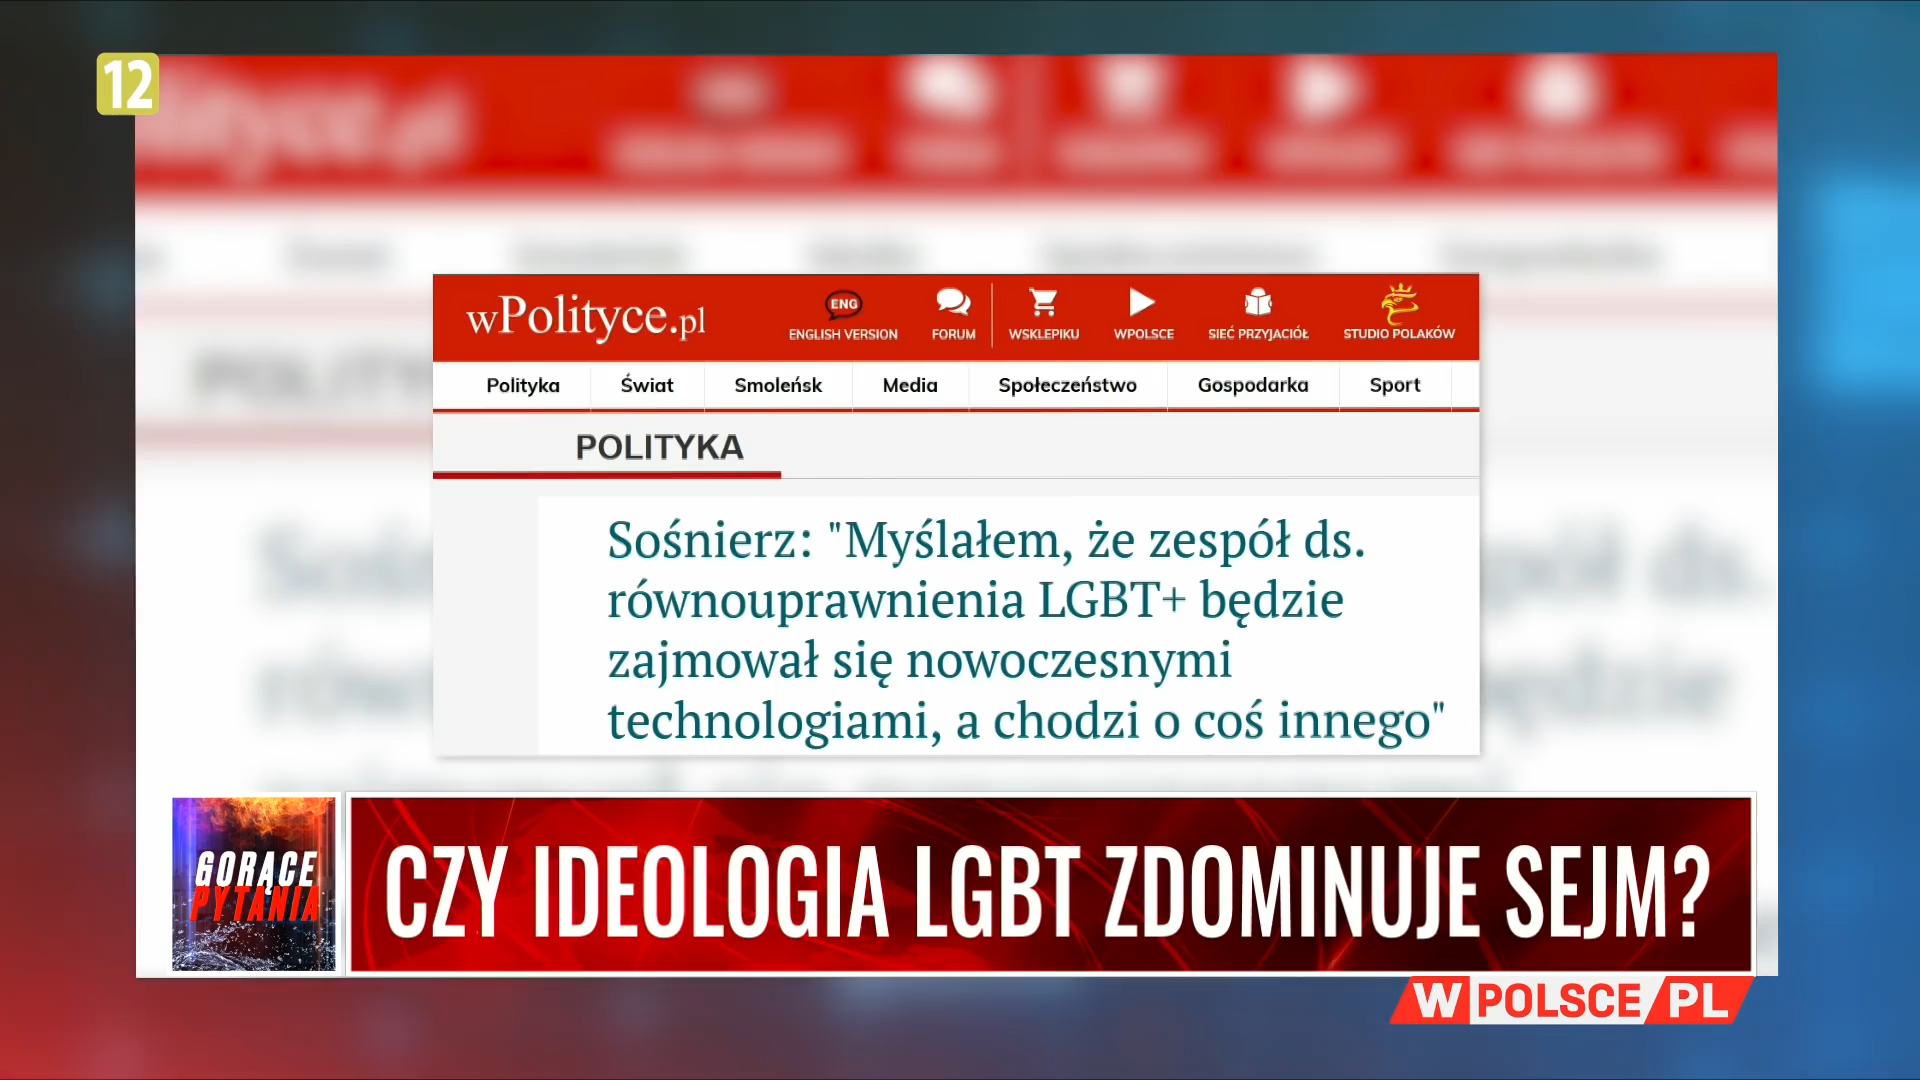 12
wPolityce.pl
ENG
ENGLISH VERSION
FORUM
WSKLEPIKU
WPOLSCE
SIEĆ PRZYJACIÓŁ
STUDIO POLAKÓW
Polityka
Świat
Smoleńsk
Media
Społeczeństwo
Gospodarka
Sport
POLITYKA
Sośnierz: "Myślałem, że zespół ds.
równouprawnienia LGBT+ będzie
zajmował się nowoczesnymi
technologiami, a chodzi o coś innego"
GORĄCE
PYTANIA
CZY IDEOLOGIA LGBT ZDOMINUJE SEJM?
W POLSCE/PL